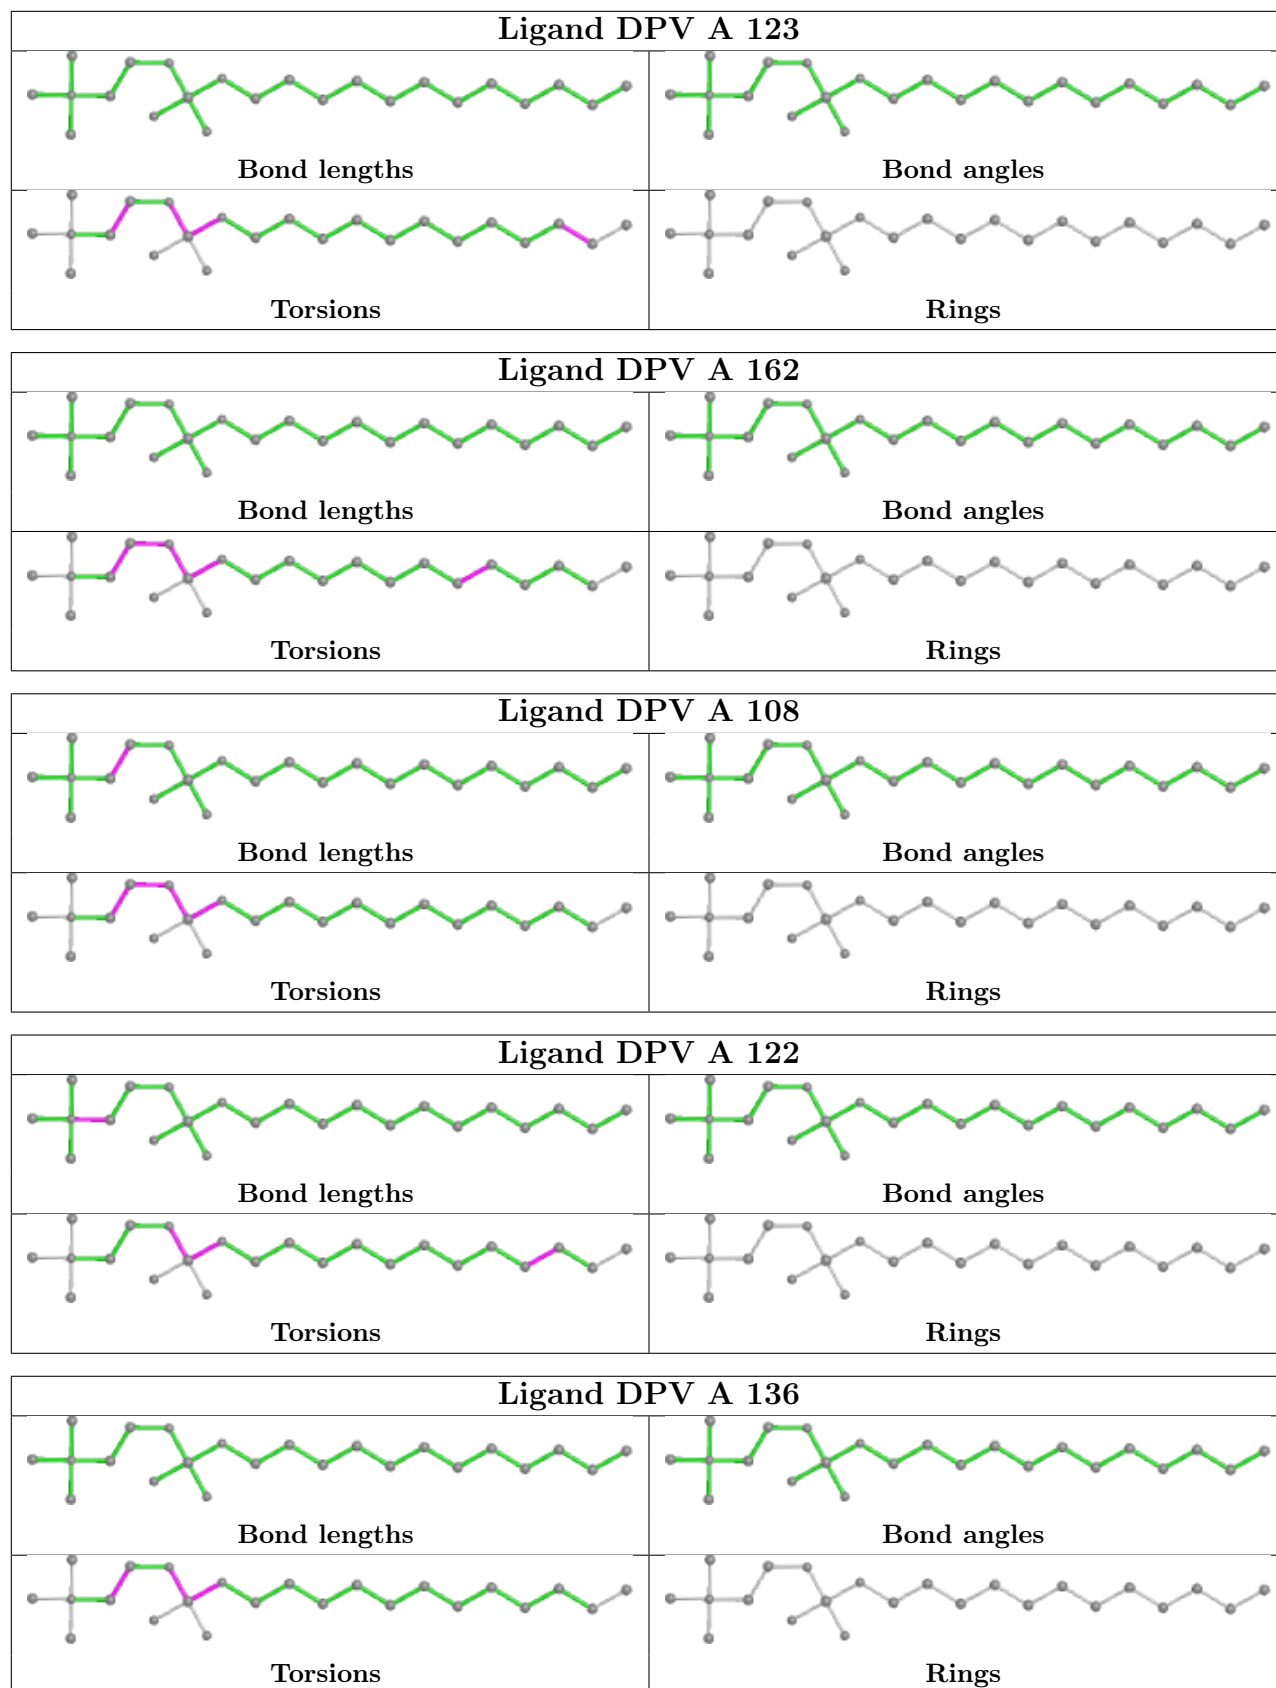 Ligand DPV A 123
Bond lengths
Bond angles
Torsions
Rings
Ligand DPV A 162
Bond lengths
Bond angles
Torsions
Rings
Ligand DPV A 108
Bond lengths
Bond angles
Torsions
Rings
Ligand DPV A 122
Bond lengths
Bond angles
Torsions
Rings
Ligand DPV A 136
Bond lengths
Bond angles
Torsions
Rings